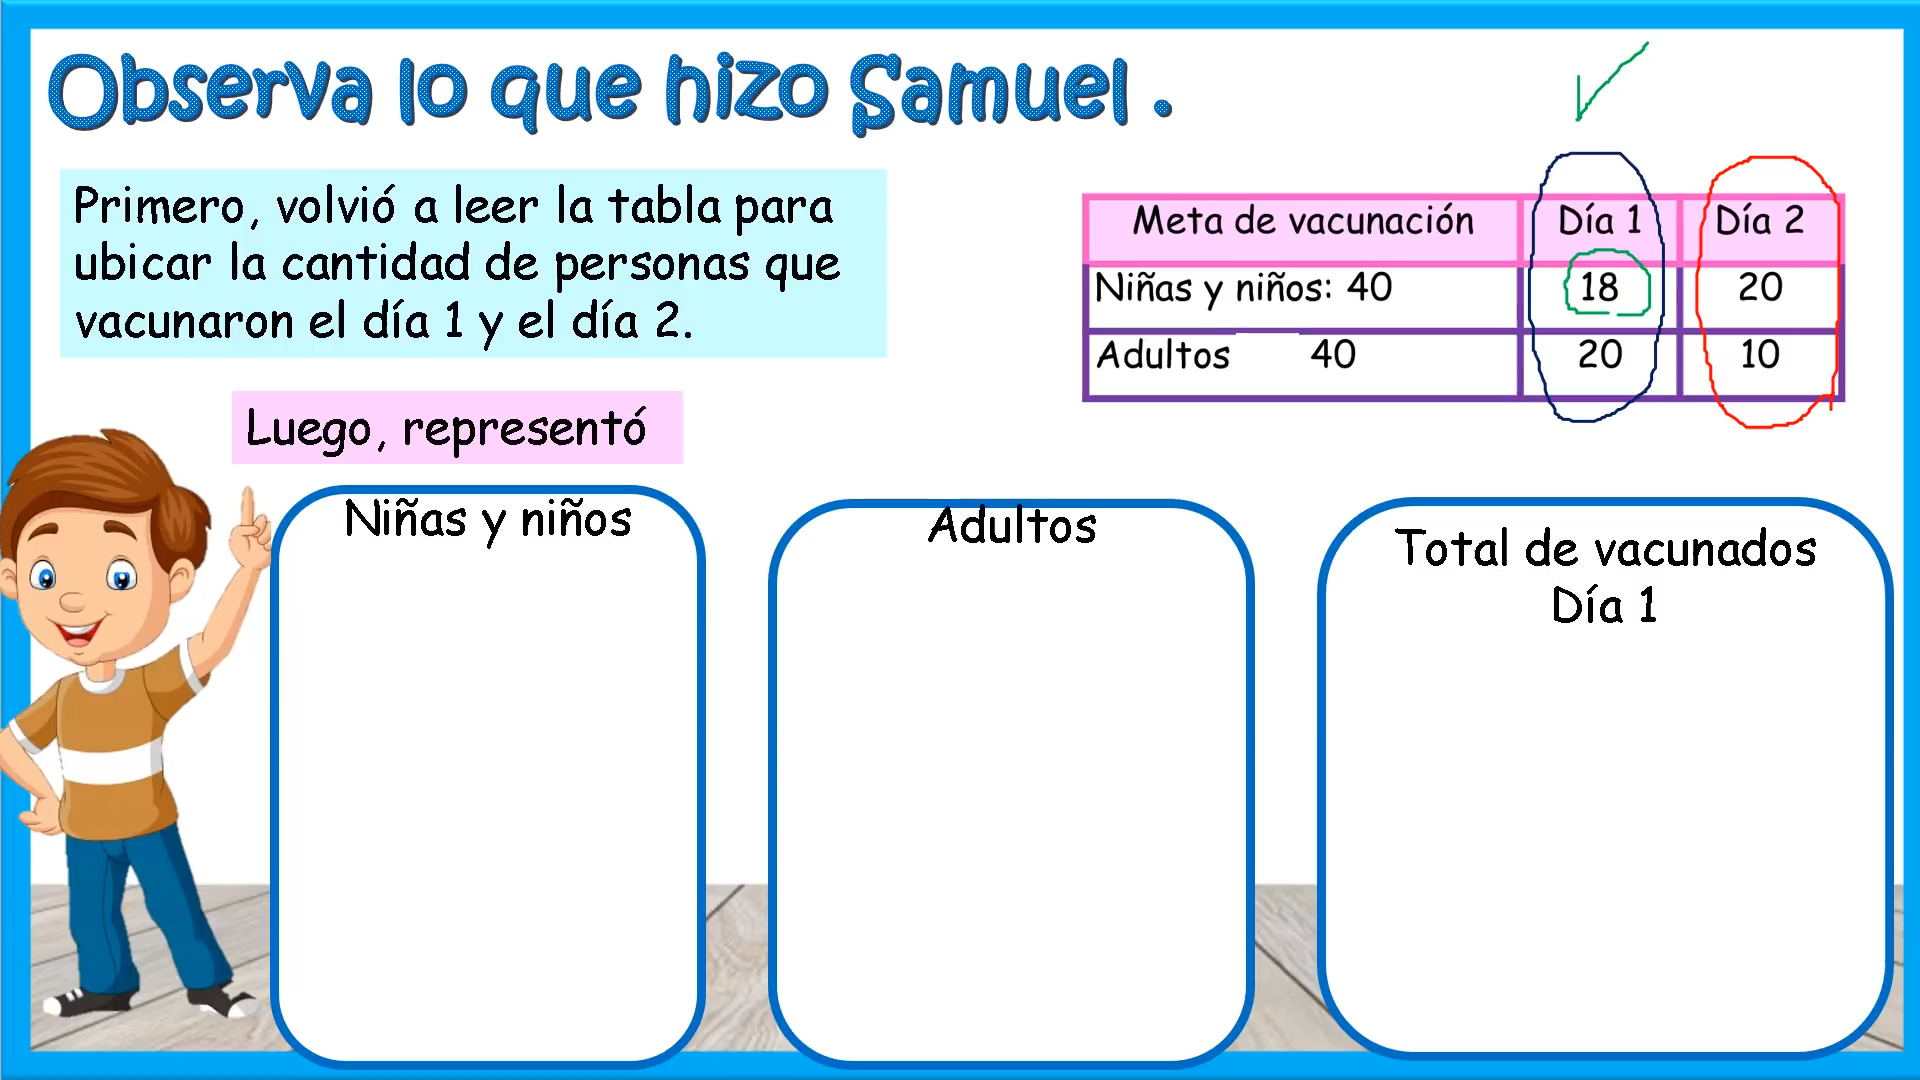 Observa lo que hizo Samuel .
Primero, volvió a leer la tabla para
ubicar la cantidad de personas que
vacunaron el día 1 y el día 2.
Meta de vacunación Día 1 Día 2
Niñas y niños: 40 18 20
Adultos 40 20 10
Luego, representó
Niñas y niños
Adultos
Total de vacunados
Día 1